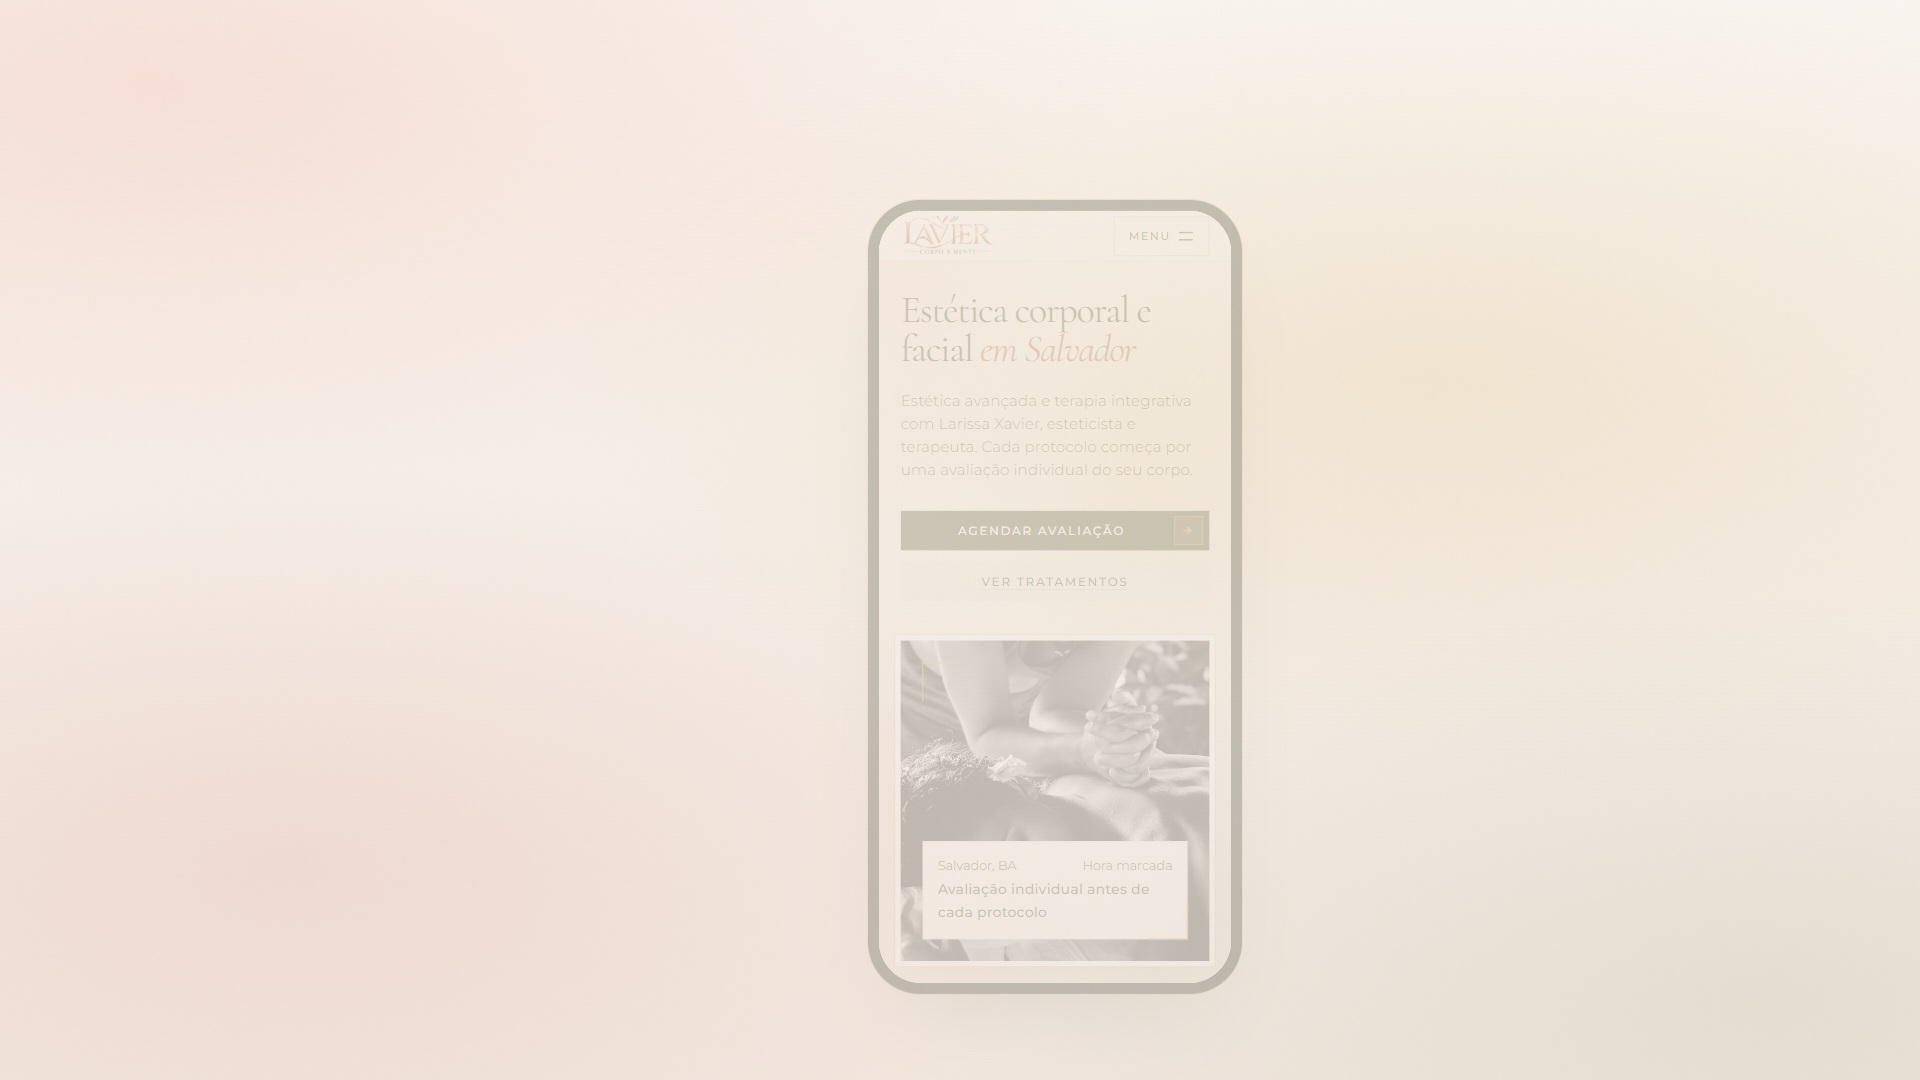 LAVIER
CORPO E MENTE
MENU
Estética corporal e
facial em Salvador
Estética avançada e terapia integrativa
com Larissa Xavier, esteticista e
terapeuta. Cada protocolo começa por
uma avaliação individual do seu corpo.
AGENDAR AVALIAÇÃO
VER TRATAMENTOS
Salvador, BA
Hora marcada
Avaliação individual antes de
cada protocolo